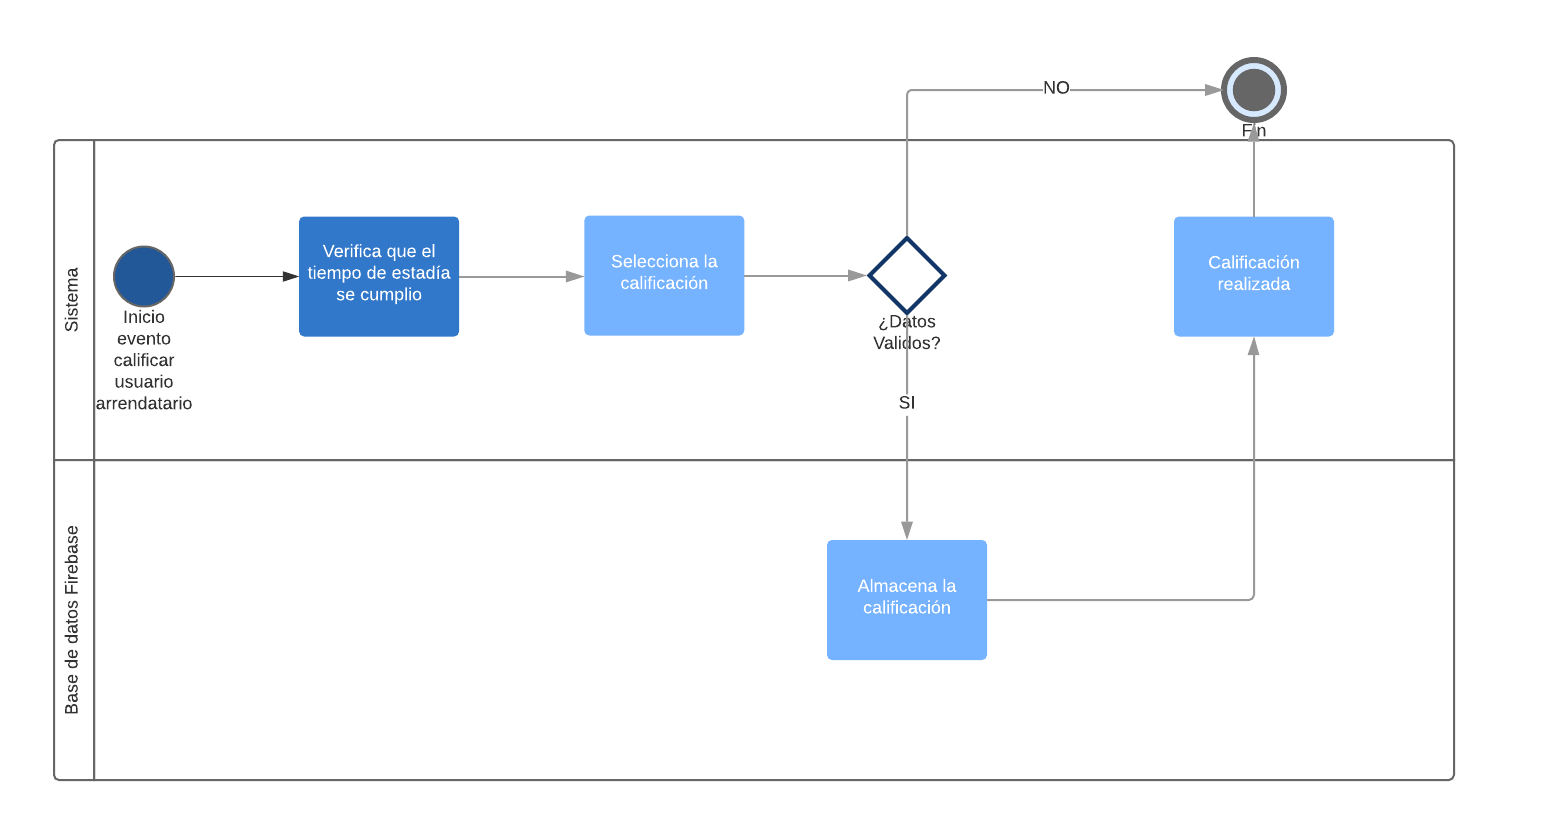 NO
Fin
Sistema
Inicio
evento
calificar
usuario
arrendatario
Verifica que el
tiempo de estadía
se cumplio
Selecciona la
calificación
¿Datos
Validos?
SI
Calificación
realizada
Base de datos Firebase
Almacena la
calificación